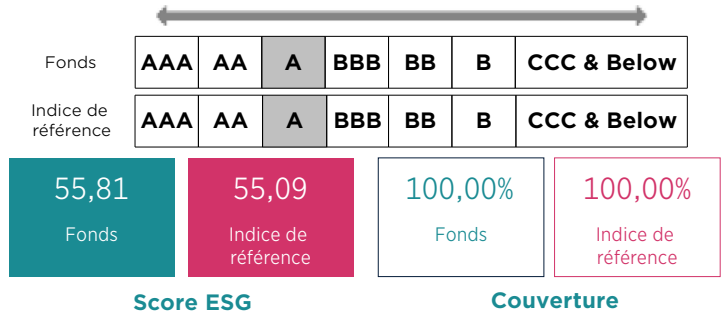 Fonds AAA AA A BBB BB B CCC & Below
Indice de
référence AAA AA A BBB BB B CCC & Below
55,81
Fonds
55,09
Indice de
référence
100,00%
Fonds
100,00%
Indice de
référence
Score ESG
Couverture